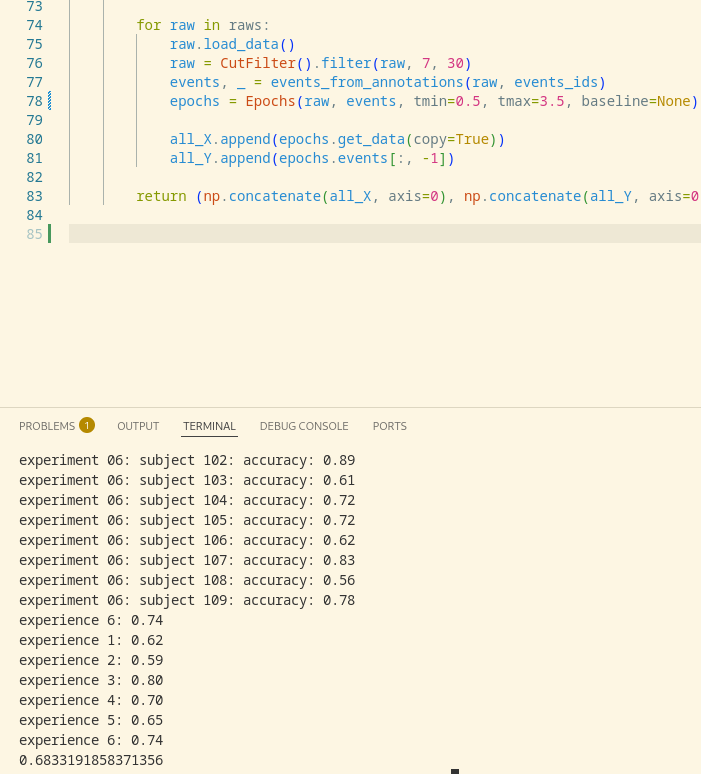 73
74 for raw in raws:
75 raw.load_data()
76 raw = CutFilter().filter(raw, 7, 30)
77 events, _ = events_from_annotations(raw, events_ids)
78 epochs = Epochs(raw, events, tmin=0.5, tmax=3.5, baseline=None)
79
80 all_X.append(epochs.get_data(copy=True))
81 all_Y.append(epochs.events[:, -1])
82
83 return (np.concatenate(all_X, axis=0), np.concatenate(all_Y, axis=0
84
85
PROBLEMS 1 OUTPUT TERMINAL DEBUG CONSOLE PORTS
experiment 06: subject 102: accuracy: 0.89
experiment 06: subject 103: accuracy: 0.61
experiment 06: subject 104: accuracy: 0.72
experiment 06: subject 105: accuracy: 0.72
experiment 06: subject 106: accuracy: 0.62
experiment 06: subject 107: accuracy: 0.83
experiment 06: subject 108: accuracy: 0.56
experiment 06: subject 109: accuracy: 0.78
experience 6: 0.74
experience 1: 0.62
experience 2: 0.59
experience 3: 0.80
experience 4: 0.70
experience 5: 0.65
experience 6: 0.74
0.6833191858371356